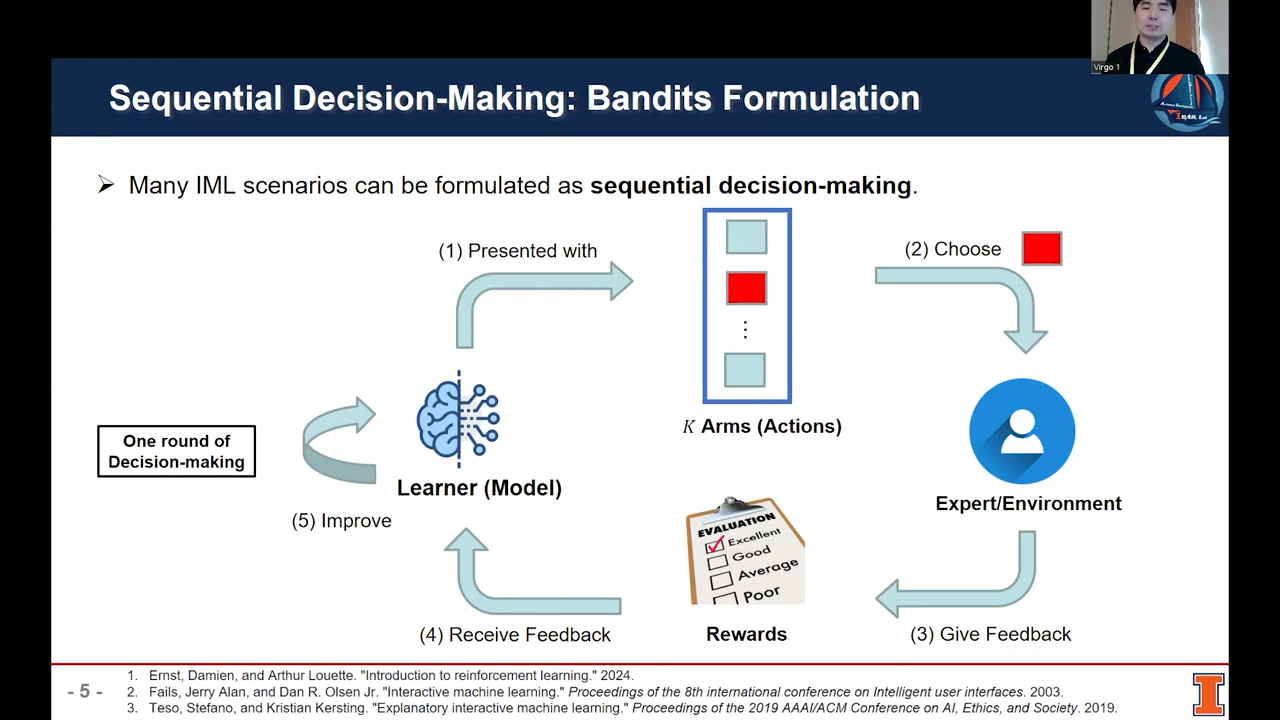 Virgo 1
Sequential Decision-Making: Bandits Formulation
➢ Many IML scenarios can be formulated as sequential decision-making.
(1) Presented with
(2) Choose
K Arms (Actions)
One round of
Decision-making
Learner (Model)
(5) Improve
Expert/Environment
EVALUATION
Excellent
Good
Average
Poor
(4) Receive Feedback
Rewards
(3) Give Feedback
- 5 -
1. Ernst, Damien, and Arthur Louette. "Introduction to reinforcement learning." 2024.
2. Fails, Jerry Alan, and Dan R. Olsen Jr. "Interactive machine learning." Proceedings of the 8th international conference on Intelligent user interfaces. 2003.
3. Teso, Stefano, and Kristian Kersting. "Explanatory interactive machine learning." Proceedings of the 2019 AAAI/ACM Conference on AI, Ethics, and Society. 2019.